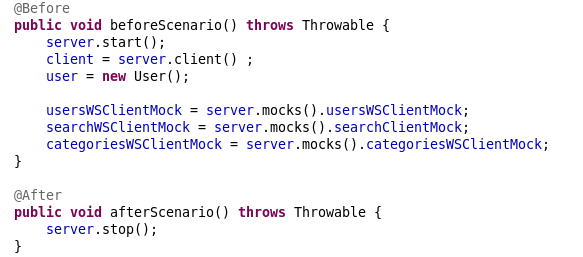 @Before
public void beforeScenario() throws Throwable {
    server.start();
    client = server.client() ;
    user = new User();

    usersWSClientMock = server.mocks().usersWSClientMock;
    searchWSClientMock = server.mocks().searchClientMock;
    categoriesWSClientMock = server.mocks().categoriesWSClientMock;
}

@After
public void afterScenario() throws Throwable {
    server.stop();
}